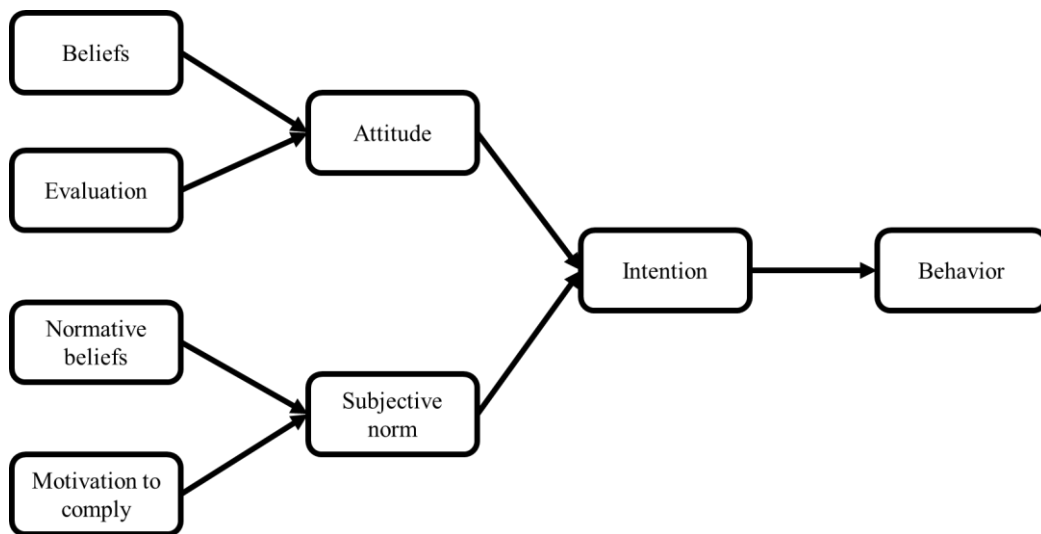 Beliefs
Evaluation
Attitude
Normative
beliefs
Motivation to
comply
Subjective
norm
Intention
Behavior